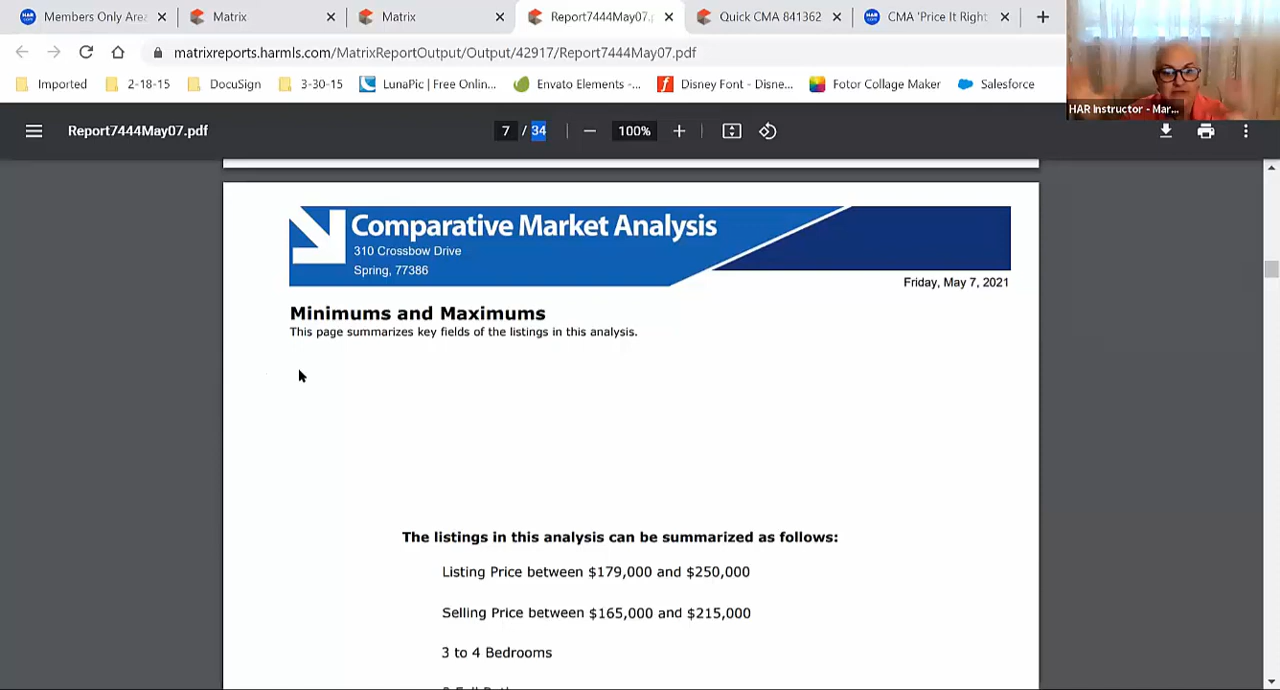 Members Only Area
Matrix
Matrix
Report7444May07.p
Quick CMA 841362
CMA 'Price It Right
matrixreports.harmls.com/MatrixReportOutput/Output/42917/Report7444May07.pdf
Imported
2-18-15
DocuSign
3-30-15
LunaPic | Free Onlin...
Envato Elements -...
Disney Font - Disne...
Fotor Collage Maker
Salesforce
HAR Instructor - Mar...
Report7444May07.pdf
7 / 34
100%
Comparative Market Analysis
310 Crossbow Drive
Spring, 77386
Friday, May 7, 2021
Minimums and Maximums
This page summarizes key fields of the listings in this analysis.
The listings in this analysis can be summarized as follows:
Listing Price between $179,000 and $250,000
Selling Price between $165,000 and $215,000
3 to 4 Bedrooms